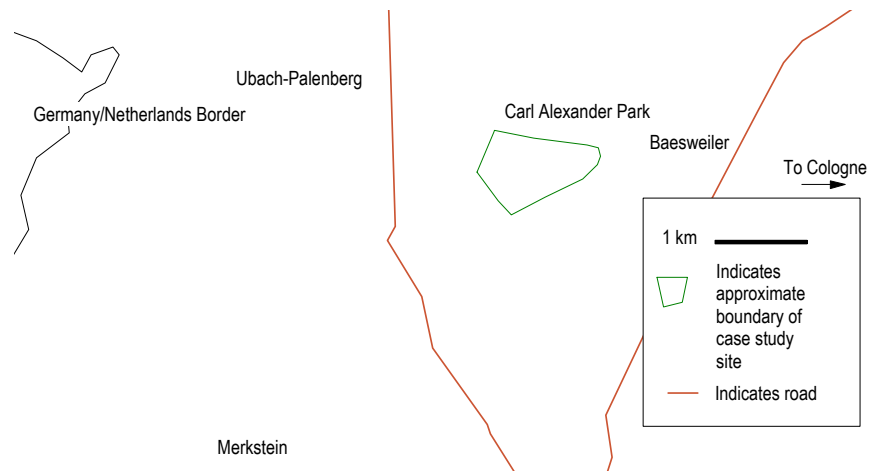 Ubach-Palenberg
Germany/Netherlands Border
Carl Alexander Park
Baesweiler
To Cologne
1 km
Indicates
approximate
boundary of
case study
site
Indicates road
Merkstein